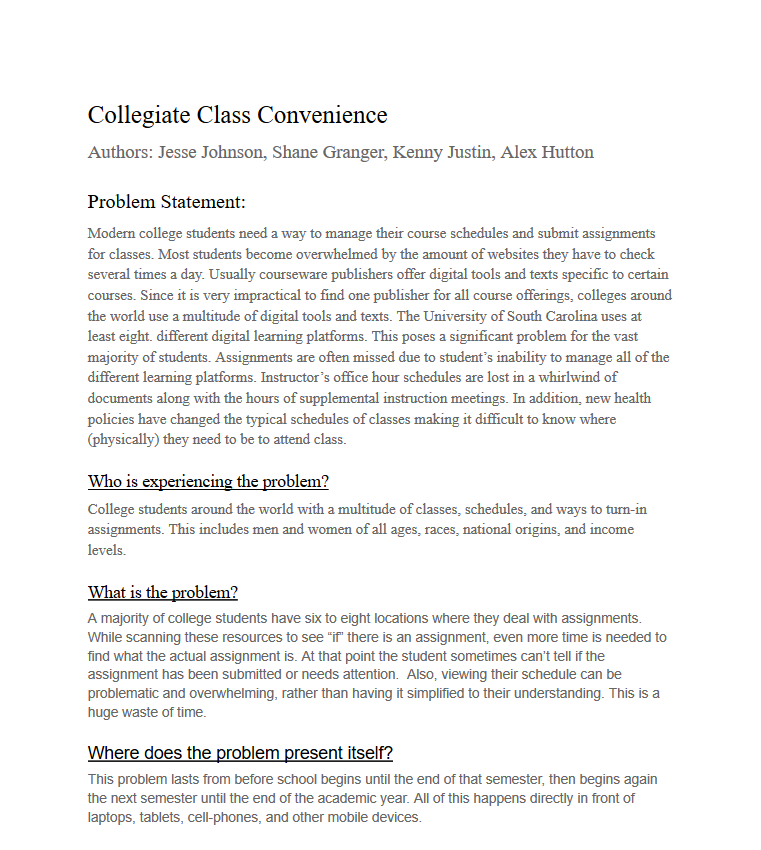 Collegiate Class Convenience
Authors: Jesse Johnson, Shane Granger, Kenny Justin, Alex Hutton
Problem Statement:
Modern college students need a way to manage their course schedules and submit assignments
for classes. Most students become overwhelmed by the amount of websites they have to check
several times a day. Usually courseware publishers offer digital tools and texts specific to certain
courses. Since it is very impractical to find one publisher for all course offerings, colleges around
the world use a multitude of digital tools and texts. The University of South Carolina uses at
least eight. different digital learning platforms. This poses a significant problem for the vast
majority of students. Assignments are often missed due to student’s inability to manage all of the
different learning platforms. Instructor’s office hour schedules are lost in a whirlwind of
documents along with the hours of supplemental instruction meetings. In addition, new health
policies have changed the typical schedules of classes making it difficult to know where
(physically) they need to be to attend class.
Who is experiencing the problem?
College students around the world with a multitude of classes, schedules, and ways to turn-in
assignments. This includes men and women of all ages, races, national origins, and income
levels.
What is the problem?
A majority of college students have six to eight locations where they deal with assignments.
While scanning these resources to see “if” there is an assignment, even more time is needed to
find what the actual assignment is. At that point the student sometimes can’t tell if the
assignment has been submitted or needs attention.  Also, viewing their schedule can be
problematic and overwhelming, rather than having it simplified to their understanding. This is a
huge waste of time.
Where does the problem present itself?
This problem lasts from before school begins until the end of that semester, then begins again
the next semester until the end of the academic year. All of this happens directly in front of
laptops, tablets, cell-phones, and other mobile devices.